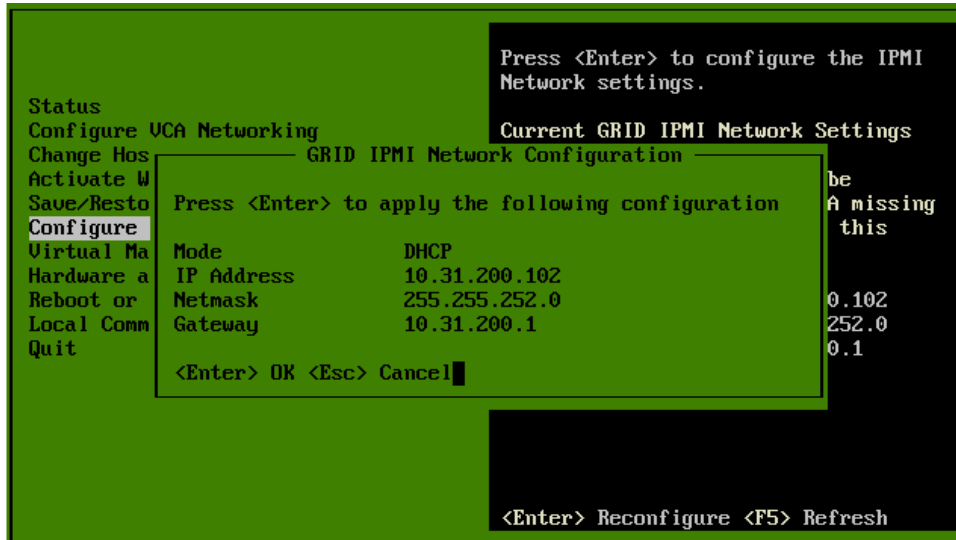 Press <Enter> to configure the IPMI
Network settings.
Status
Configure VCA Networking
Current GRID IPMI Network Settings
Change Hos
GRID IPMI Network Configuration
Activate W
be
Save/Resto
Press <Enter> to apply the following configuration
A missing
Configure
this
Virtual Ma
Mode DHCP
Hardware a
IP Address 10.31.200.102
Reboot or
Netmask 255.255.252.0
0.102
Local Comm
Gateway 10.31.200.1
252.0
Quit
0.1
<Enter> OK <Esc> Cancel
<Enter> Reconfigure <F5> Refresh